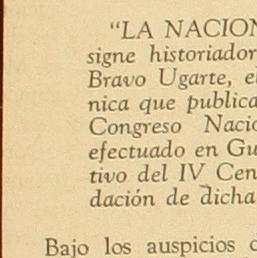 “LA NACION
signe historiador
Bravo Ugarte, e
nica que publica
Congreso Nacio
efectuado en Gu
tivo del IV Cen
dación de dicha
Bajo los auspicios